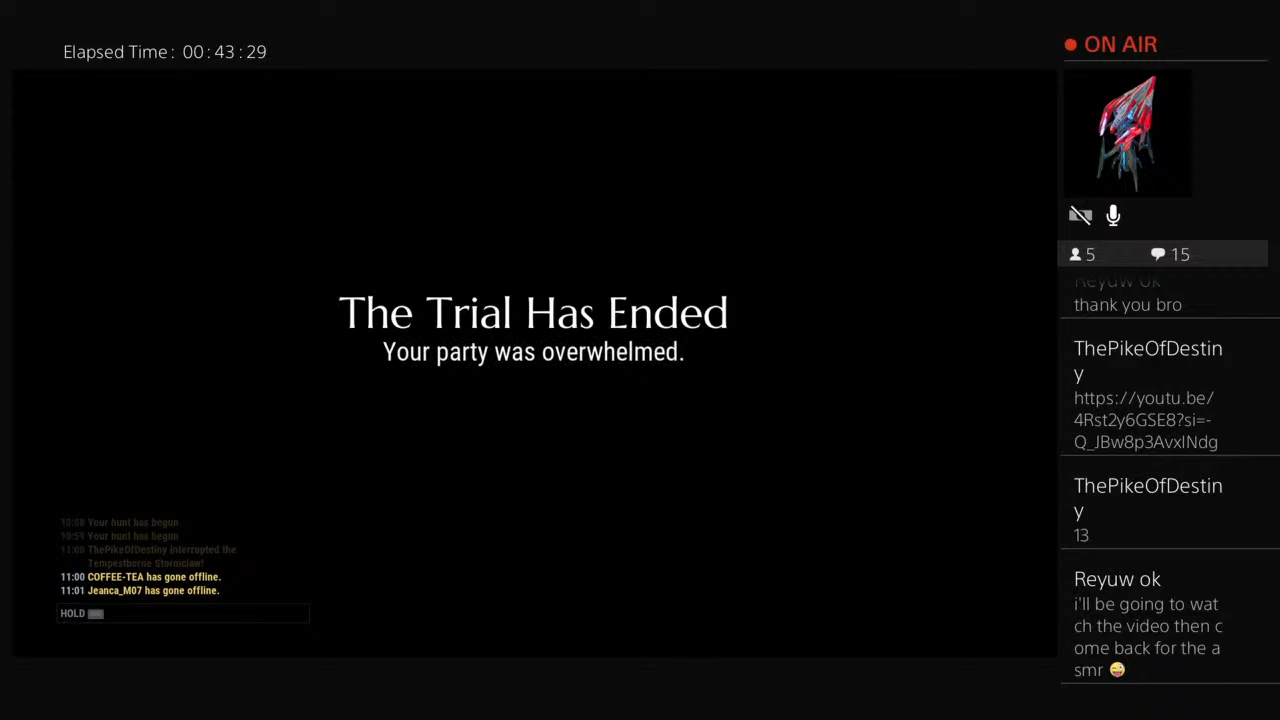 Elapsed Time: 00:43:29
ON AIR
5 15
Reyuw ok
thank you bro
ThePikeOfDestin
y
https://youtu.be/
4Rst2y6GSE8?si=-
Q_JBw8p3AvxINdg
ThePikeOfDestin
y
13
Reyuw ok
i'll be going to wat
ch the video then c
ome back for the a
smr 😜
The Trial Has Ended
Your party was overwhelmed.
10:58 Your hunt has begun
10:59 Your hunt has begun
11:00 ThePikeOfDestiny interrupted the
Tempestborne Stormclaw!
11:00 COFFEE-TEA has gone offline.
11:01 Jeanca_M07 has gone offline.
HOLD